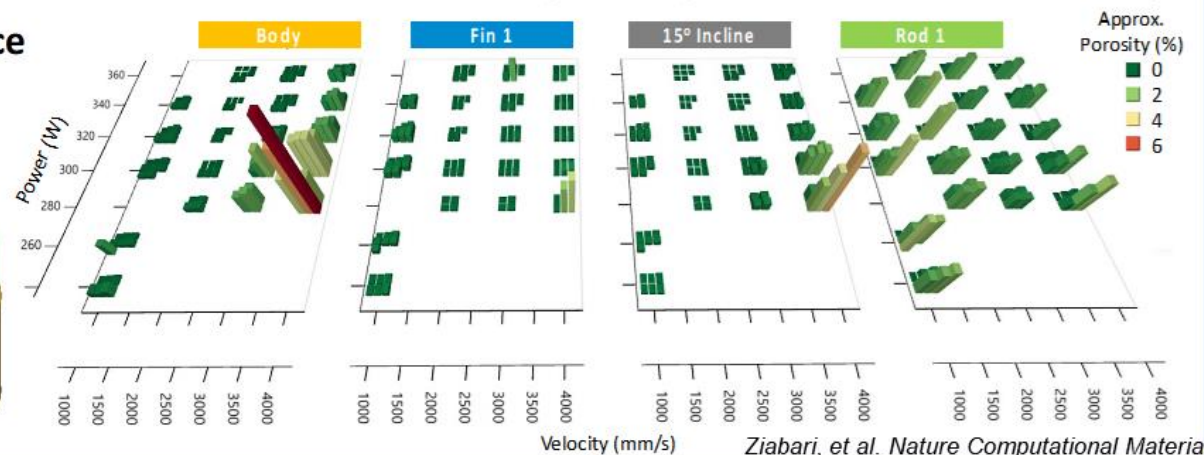 ce
Body
Fin 1
15º Incline
Rod 1
Approx.
Porosity (%)
0
2
4
6
Power (W)
360
340
320
300
280
260
1000 1500 2000 2500 3000 3500 4000
1000 1500 2000 2500 3000 3500 4000
1000 1500 2000 2500 3000 3500 4000
1000 1500 2000 2500 3000 3500 4000
Velocity (mm/s)
Ziabari, et al. Nature Computational Materia